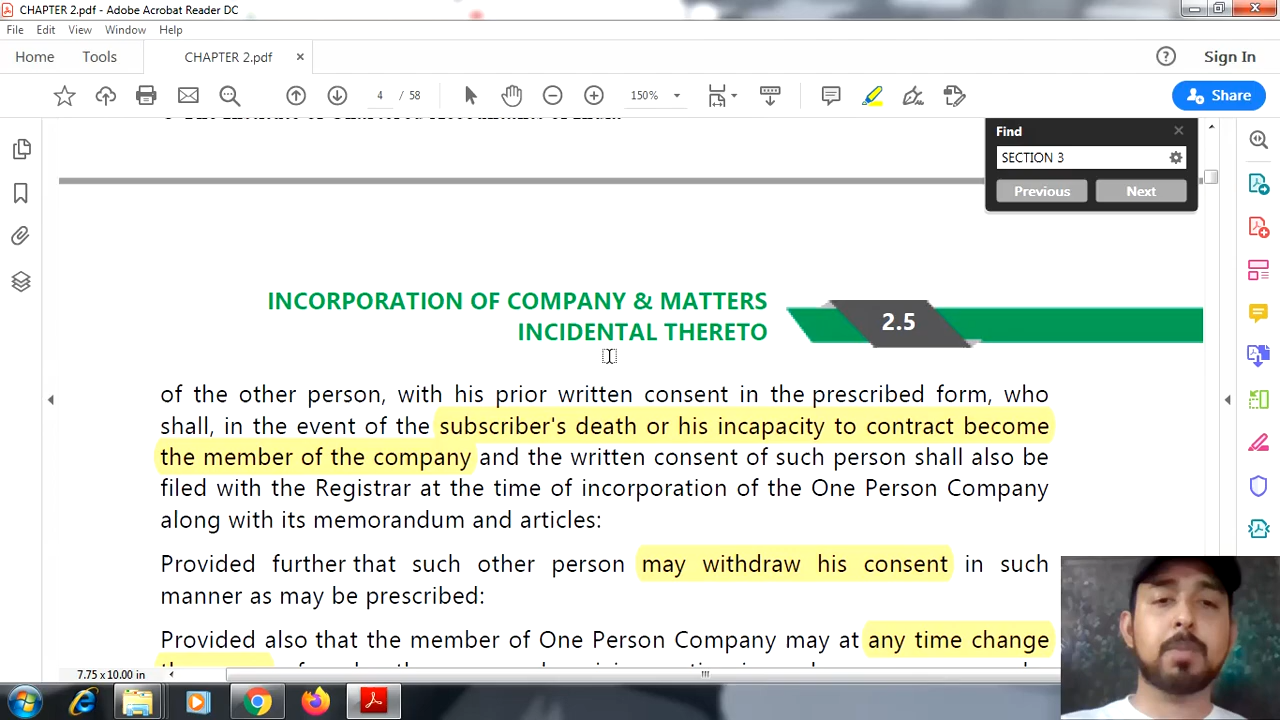 CHAPTER 2.pdf - Adobe Acrobat Reader DC
File Edit View Window Help
Home Tools CHAPTER 2.pdf × Sign In
4 / 58 150% Share
Find
SECTION 3
Previous Next
INCORPORATION OF COMPANY & MATTERS
INCIDENTAL THERETO
2.5
of the other person, with his prior written consent in the prescribed form, who
shall, in the event of the subscriber's death or his incapacity to contract become
the member of the company and the written consent of such person shall also be
filed with the Registrar at the time of incorporation of the One Person Company
along with its memorandum and articles:
Provided further that such other person may withdraw his consent in such
manner as may be prescribed:
Provided also that the member of One Person Company may at any time change
7.75 x 10.00 in